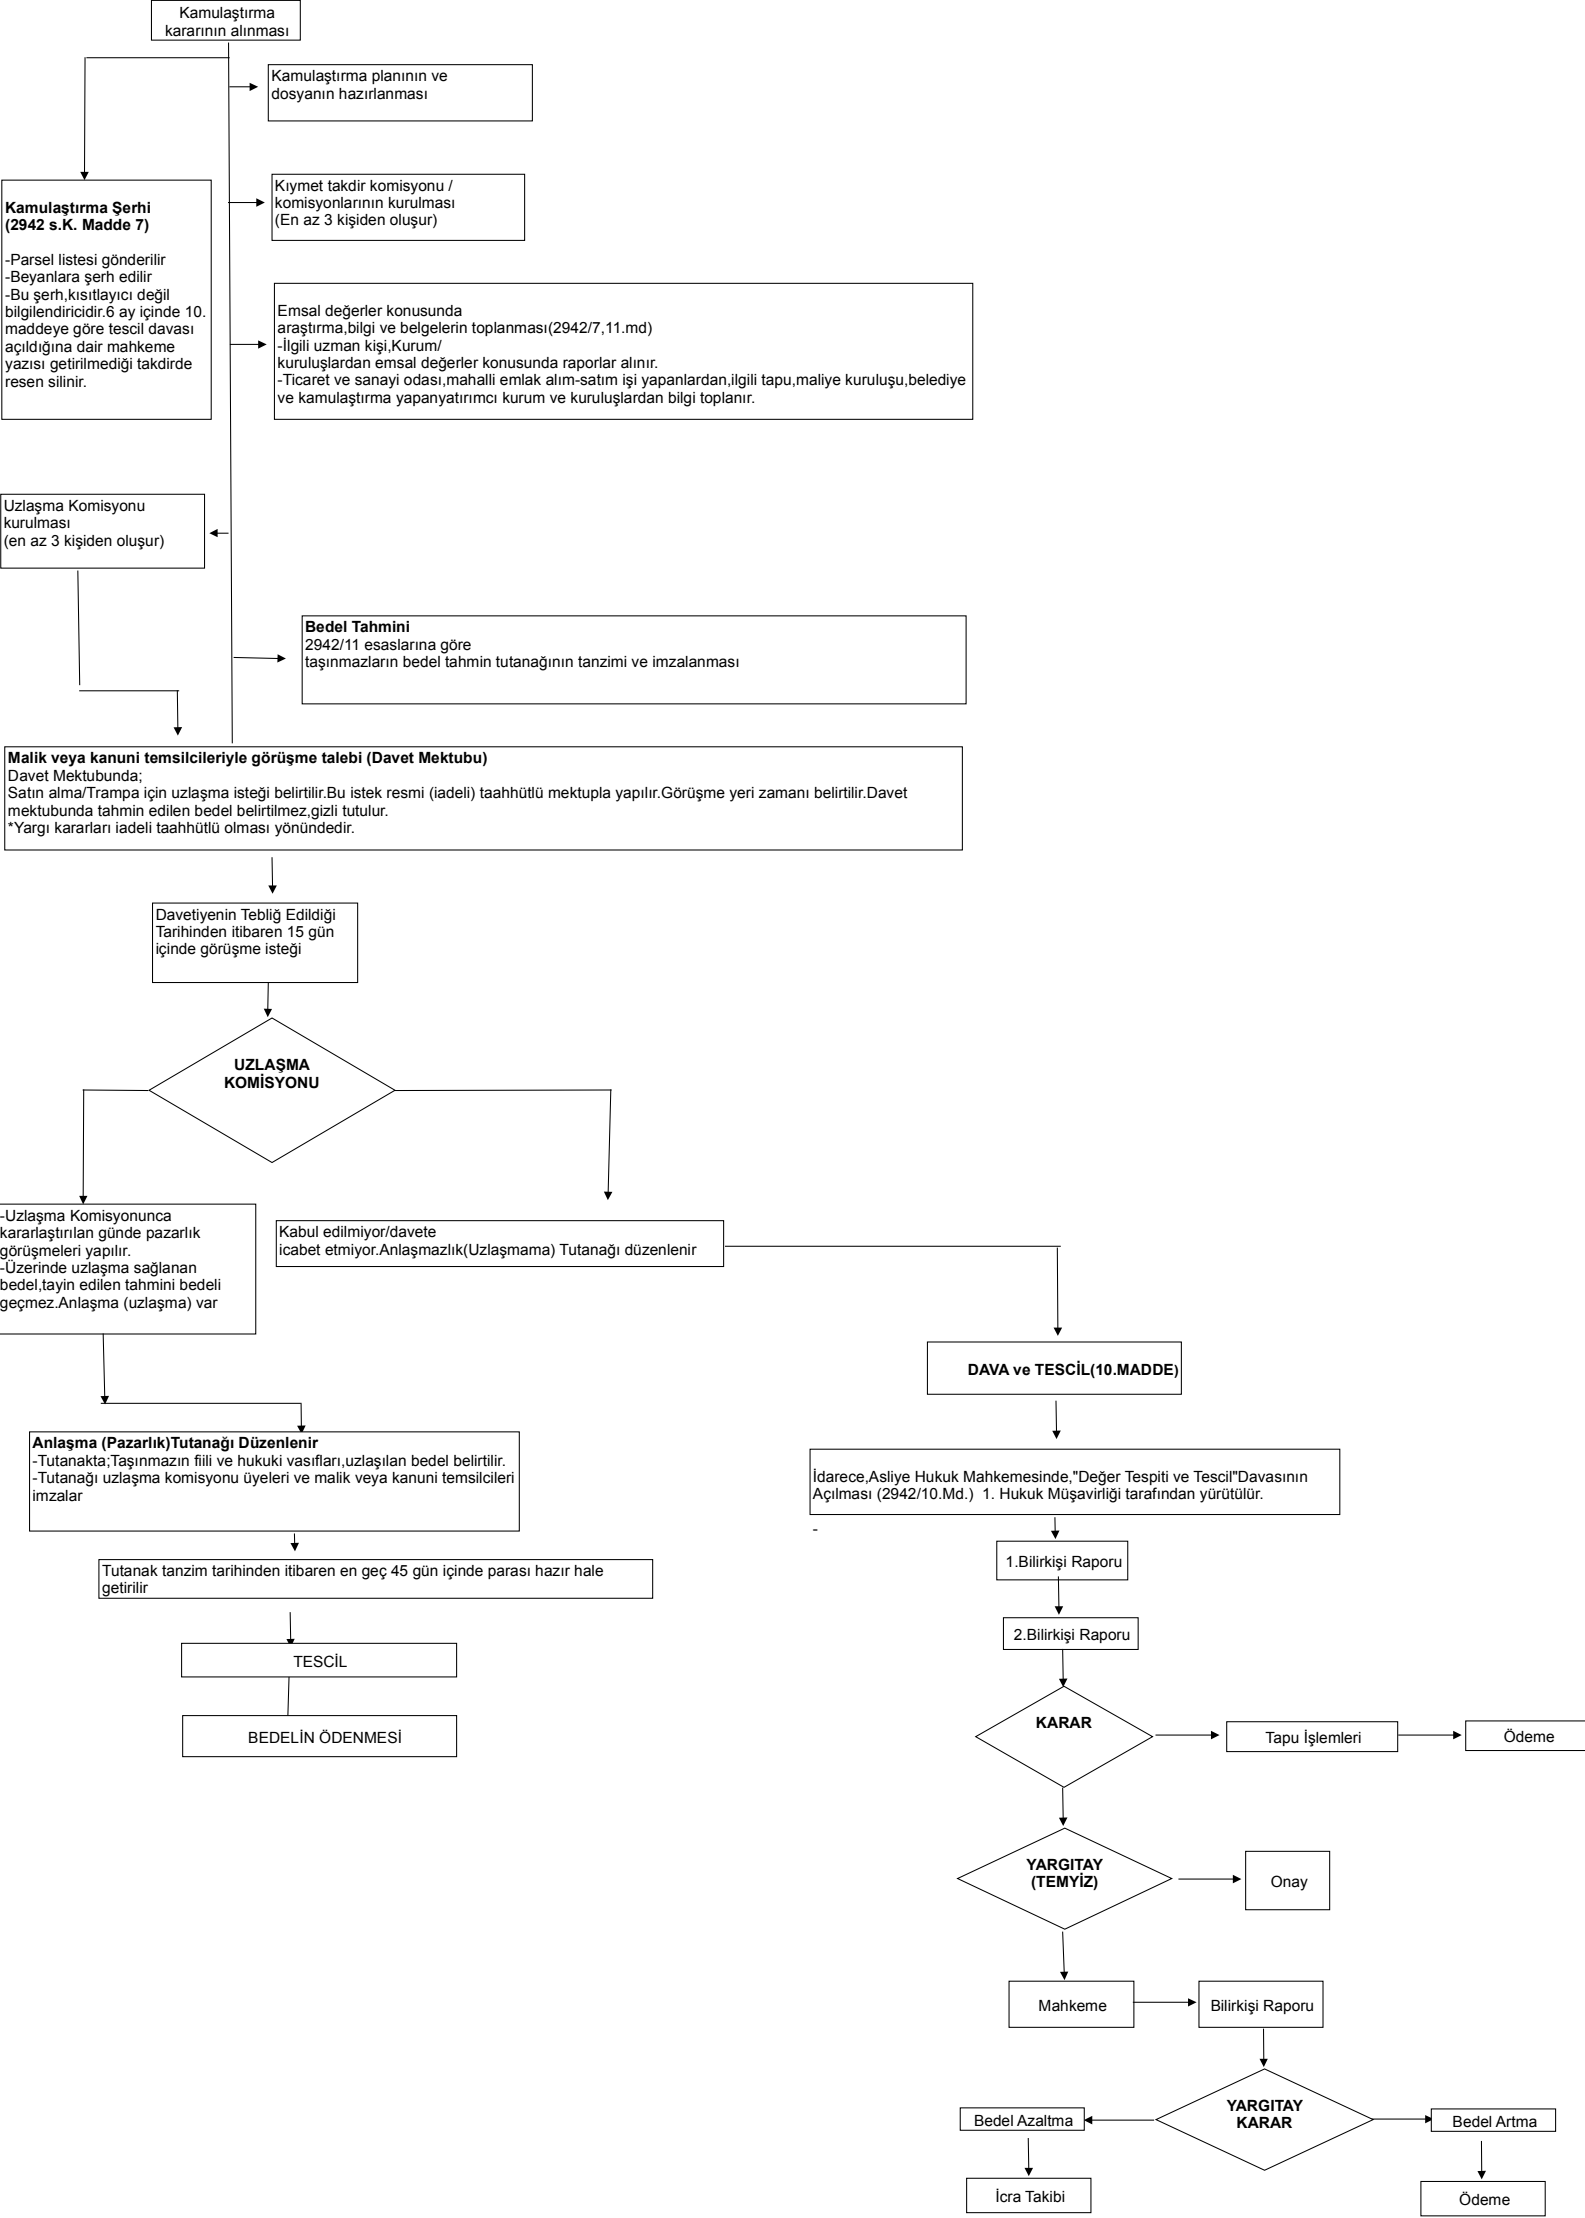 Kamulaştırma
kararının alınması
Kamulaştırma planının ve
dosyanın hazırlanması
Kıymet takdir komisyonu /
komisyonlarının kurulması
(En az 3 kişiden oluşur)
Kamulaştırma Şerhi
(2942 s.K. Madde 7)
-Parsel listesi gönderilir
-Beyanlara şerh edilir
-Bu şerh,kısıtlayıcı değil
bilgilendiricidir.6 ay içinde 10.
maddeye göre tescil davası
açıldığına dair mahkeme
yazısı getirilmediği takdirde
resen silinir.
Emsal değerler konusunda
araştırma,bilgi ve belgelerin toplanması(2942/7,11.md)
-İlgili uzman kişi,Kurum/
kuruluşlardan emsal değerler konusunda raporlar alınır.
-Ticaret ve sanayi odası,mahalli emlak alım-satım işi yapanlardan,ilgili tapu,maliye kuruluşu,belediye
ve kamulaştırma yapanyatırımcı kurum ve kuruluşlardan bilgi toplanır.
Uzlaşma Komisyonu
kurulması
(en az 3 kişiden oluşur)
Bedel Tahmini
2942/11 esaslarına göre
taşınmazların bedel tahmin tutanağının tanzimi ve imzalanması
Malik veya kanuni temsilcileriyle görüşme talebi (Davet Mektubu)
Davet Mektubunda;
Satın alma/Trampa için uzlaşma isteği belirtilir.Bu istek resmi (iadeli) taahhütlü mektupla yapılır.Görüşme yeri zamanı belirtilir.Davet
mektubunda tahmin edilen bedel belirtilmez,gizli tutulur.
*Yargı kararları iadeli taahhütlü olması yönündedir.
Davetiyenin Tebliğ Edildiği
Tarihinden itibaren 15 gün
içinde görüşme isteği
UZLAŞMA
KOMİSYONU
-Uzlaşma Komisyonunca
kararlaştırılan günde pazarlık
görüşmeleri yapılır.
-Üzerinde uzlaşma sağlanan
bedel,tayin edilen tahmini bedeli
geçmez.Anlaşma (uzlaşma) var
Kabul edilmiyor/davete
icabet etmiyor.Anlaşmazlık(Uzlaşmama) Tutanağı düzenlenir
DAVA ve TESCİL(10.MADDE)
Anlaşma (Pazarlık)Tutanağı Düzenlenir
-Tutanakta;Taşınmazın fiili ve hukuki vasıfları,uzlaşılan bedel belirtilir.
-Tutanağı uzlaşma komisyonu üyeleri ve malik veya kanuni temsilcileri
imzalar
İdarece,Asliye Hukuk Mahkemesinde,"Değer Tespiti ve Tescil"Davasının
Açılması (2942/10.Md.)  1. Hukuk Müşavirliği tarafından yürütülür.
-
Tutanak tanzim tarihinden itibaren en geç 45 gün içinde parası hazır hale
getirilir
1.Bilirkişi Raporu
2.Bilirkişi Raporu
TESCİL
BEDELİN ÖDENMESİ
KARAR
Tapu İşlemleri
Ödeme
YARGITAY
(TEMYİZ)
Onay
Mahkeme
Bilirkişi Raporu
YARGITAY
KARAR
Bedel Azaltma
Bedel Artma
İcra Takibi
Ödeme